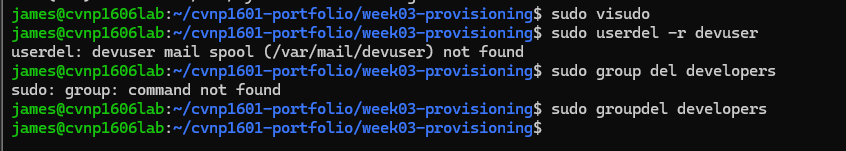 james@cvnp1606lab:~/cvnp1601-portfolio/week03-provisioning$ sudo visudo
james@cvnp1606lab:~/cvnp1601-portfolio/week03-provisioning$ sudo userdel -r devuser
userdel: devuser mail spool (/var/mail/devuser) not found
james@cvnp1606lab:~/cvnp1601-portfolio/week03-provisioning$ sudo group del developers
sudo: group: command not found
james@cvnp1606lab:~/cvnp1601-portfolio/week03-provisioning$ sudo groupdel developers
james@cvnp1606lab:~/cvnp1601-portfolio/week03-provisioning$